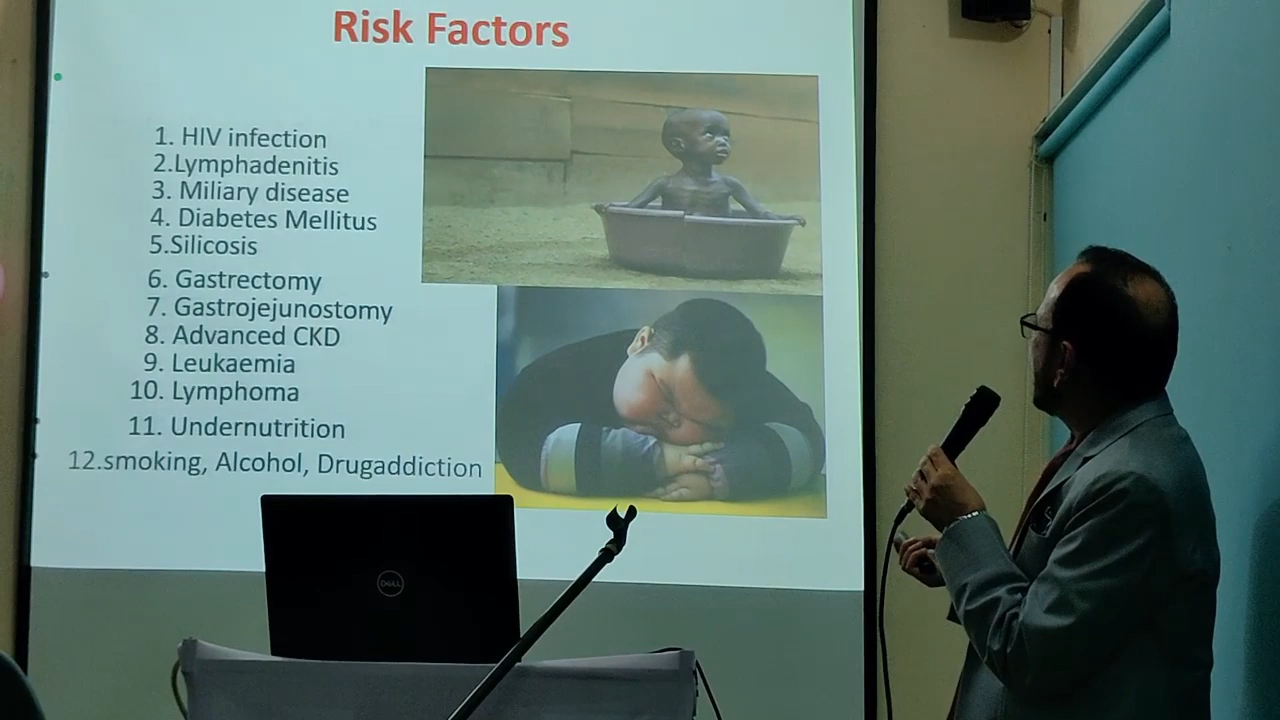 Risk Factors
1. HIV infection
2.Lymphadenitis
3. Miliary disease
4. Diabetes Mellitus
5.Silicosis
6. Gastrectomy
7. Gastrojejunostomy
8. Advanced CKD
9. Leukaemia
10. Lymphoma
11. Undernutrition
12.smoking, Alcohol, Drugaddiction
DELL